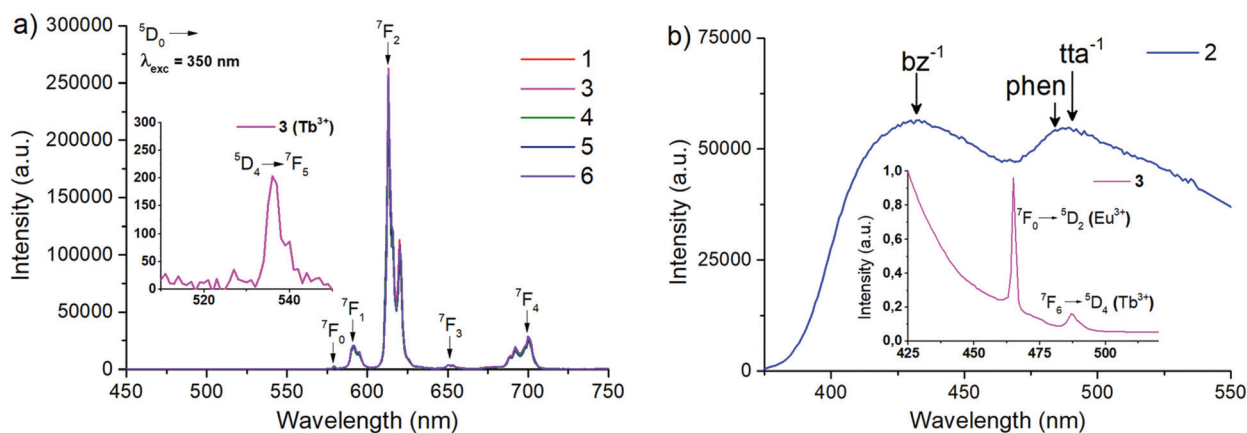 a)
⁵D₀ →
λexc = 350 nm
⁷F₂
1
3
4
5
6
3 (Tb³⁺)
⁵D₄ → ⁷F₅
300
250
200
150
100
50
0
520
540
⁷F₀
⁷F₁
⁷F₃
⁷F₄
300000
250000
200000
150000
100000
50000
0
Intensity (a.u.)
450
500
550
600
650
700
750
Wavelength (nm)
b)
bz⁻¹
phen
tta⁻¹
2
75000
50000
25000
0
Intensity (a.u.)
3
1,0
0,8
0,6
0,4
0,2
0,0
Intensity (a.u.)
⁷F₀ → ⁵D₂ (Eu³⁺)
⁷F₆ → ⁵D₄ (Tb³⁺)
425
450
475
500
400
450
500
550
Wavelength (nm)